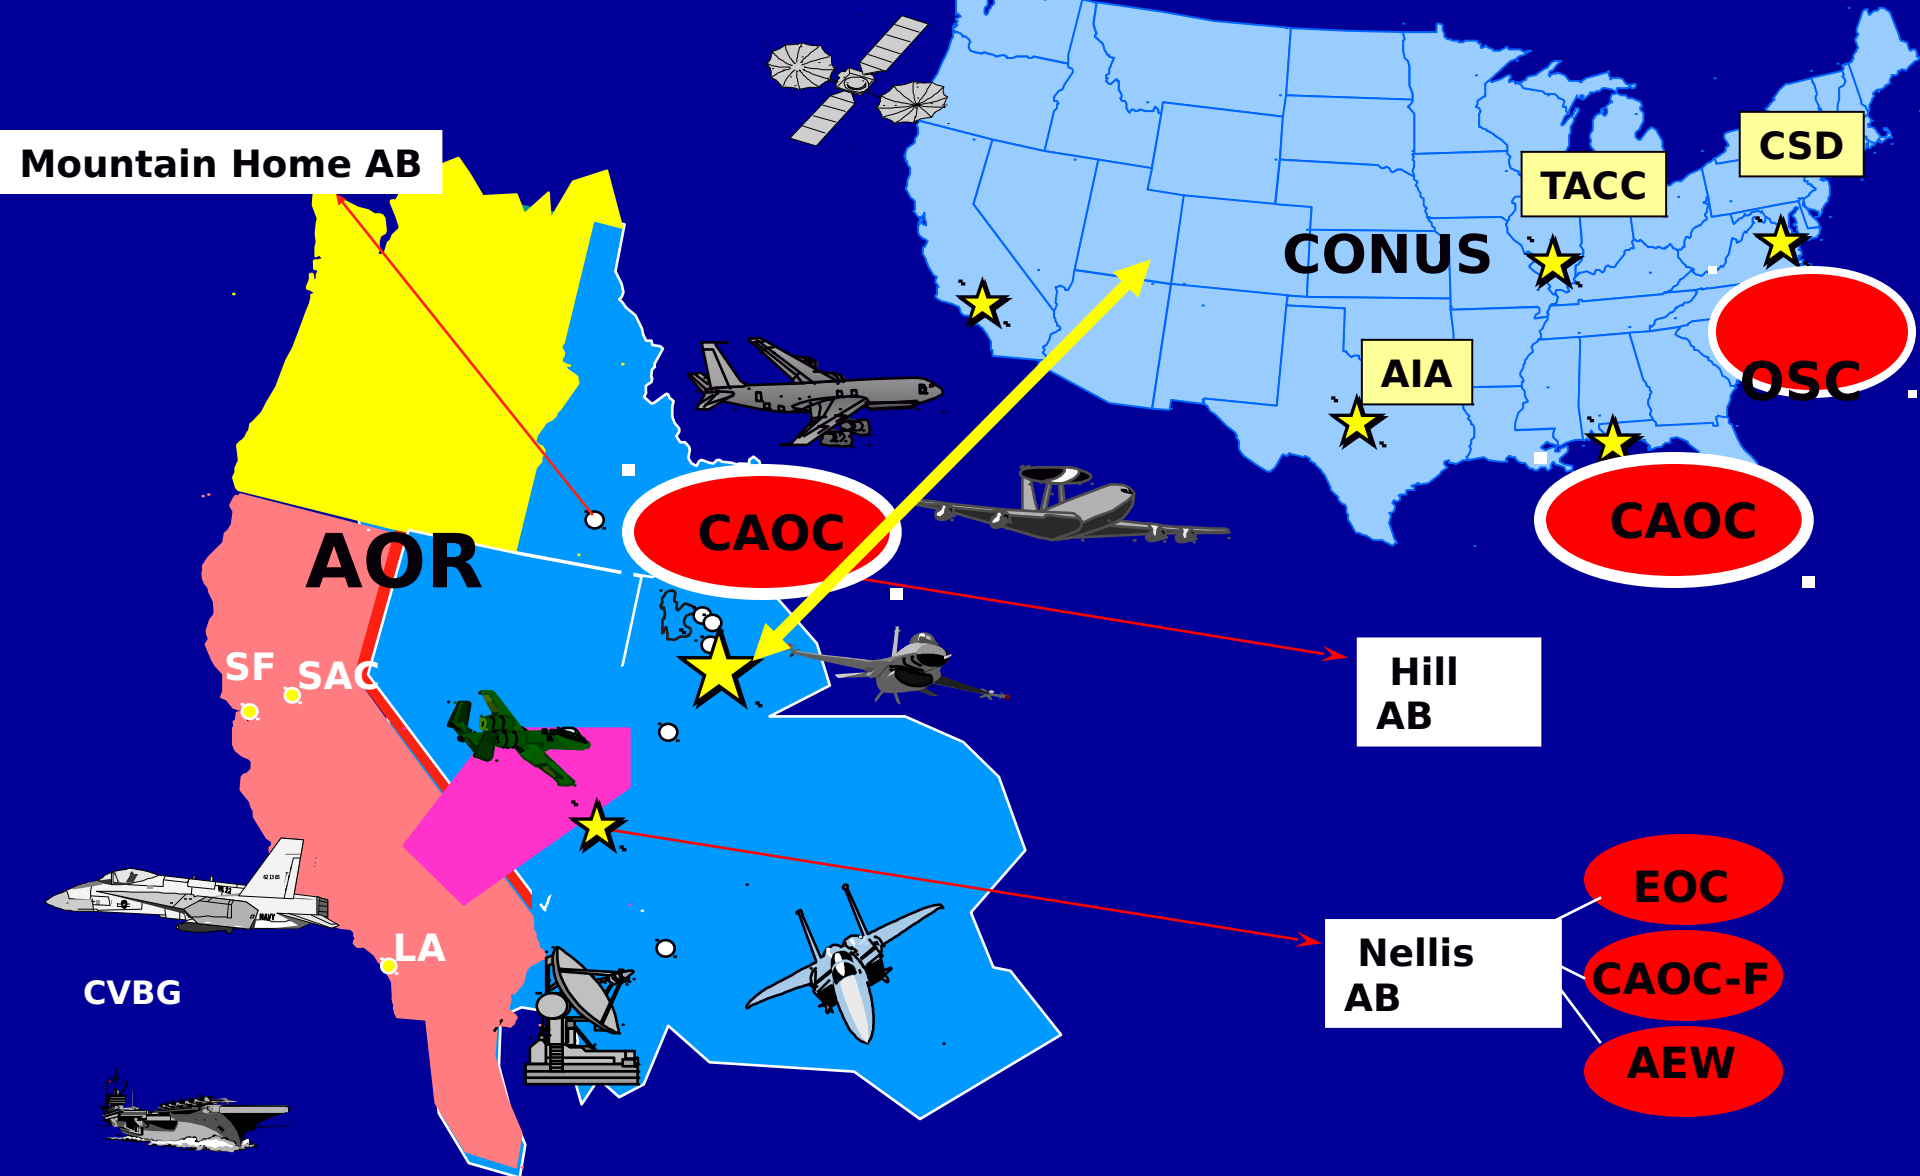 CSD
Mountain Home AB
TACC
CONUS
AIA
OSC
CAOC
CAOC
AOR
SF
SAC
Hill
AB
EOC
LA
Nellis
AB
CAOC-F
CVBG
AEW
NAVY